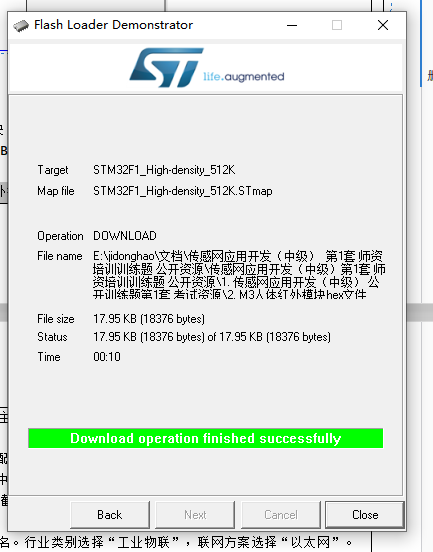 Flash Loader Demonstrator
ST
life.augmented
Target STM32F1_High-density_512K
Map file STM32F1_High-density_512K.STmap
Operation DOWNLOAD
File name E:\jidonghao\文档\传感网应用开发（中级）_第1套 师资
培训训练题 公开资源\传感网应用开发（中级）第1套 师
资培训训练题 公开资源\1. 传感网应用开发（中级） 公
开训练题第1套 考试资源\2. M3人体红外模块hex文件
File size 17.95 KB (18376 bytes)
Status 17.95 KB (18376 bytes) of 17.95 KB (18376 bytes)
Time 00:10
Download operation finished successfully
Back Next Cancel Close
名。行业类别选择“工业物联”，联网方案选择“以太网”。